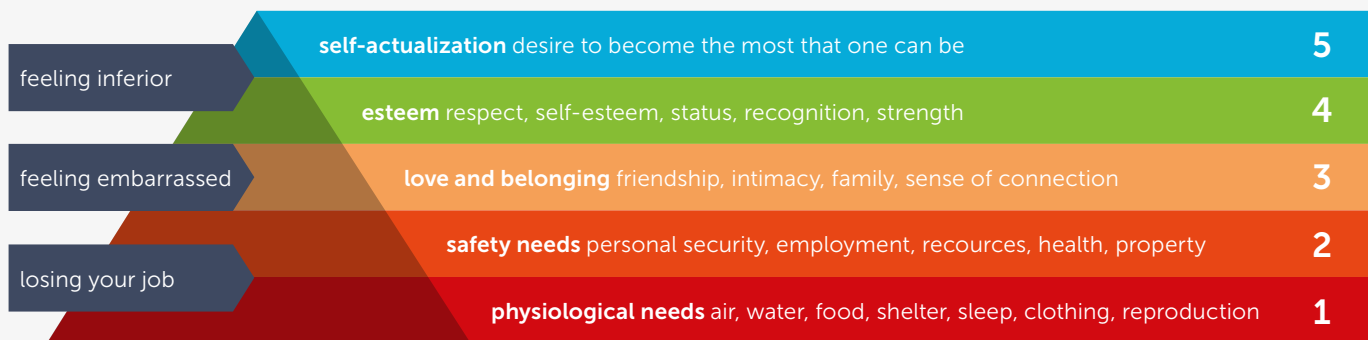 self-actualization desire to become the most that one can be 5
feeling inferior
esteem respect, self-esteem, status, recognition, strength 4
feeling embarrassed
love and belonging friendship, intimacy, family, sense of connection 3
safety needs personal security, employment, recources, health, property 2
losing your job
physiological needs air, water, food, shelter, sleep, clothing, reproduction 1